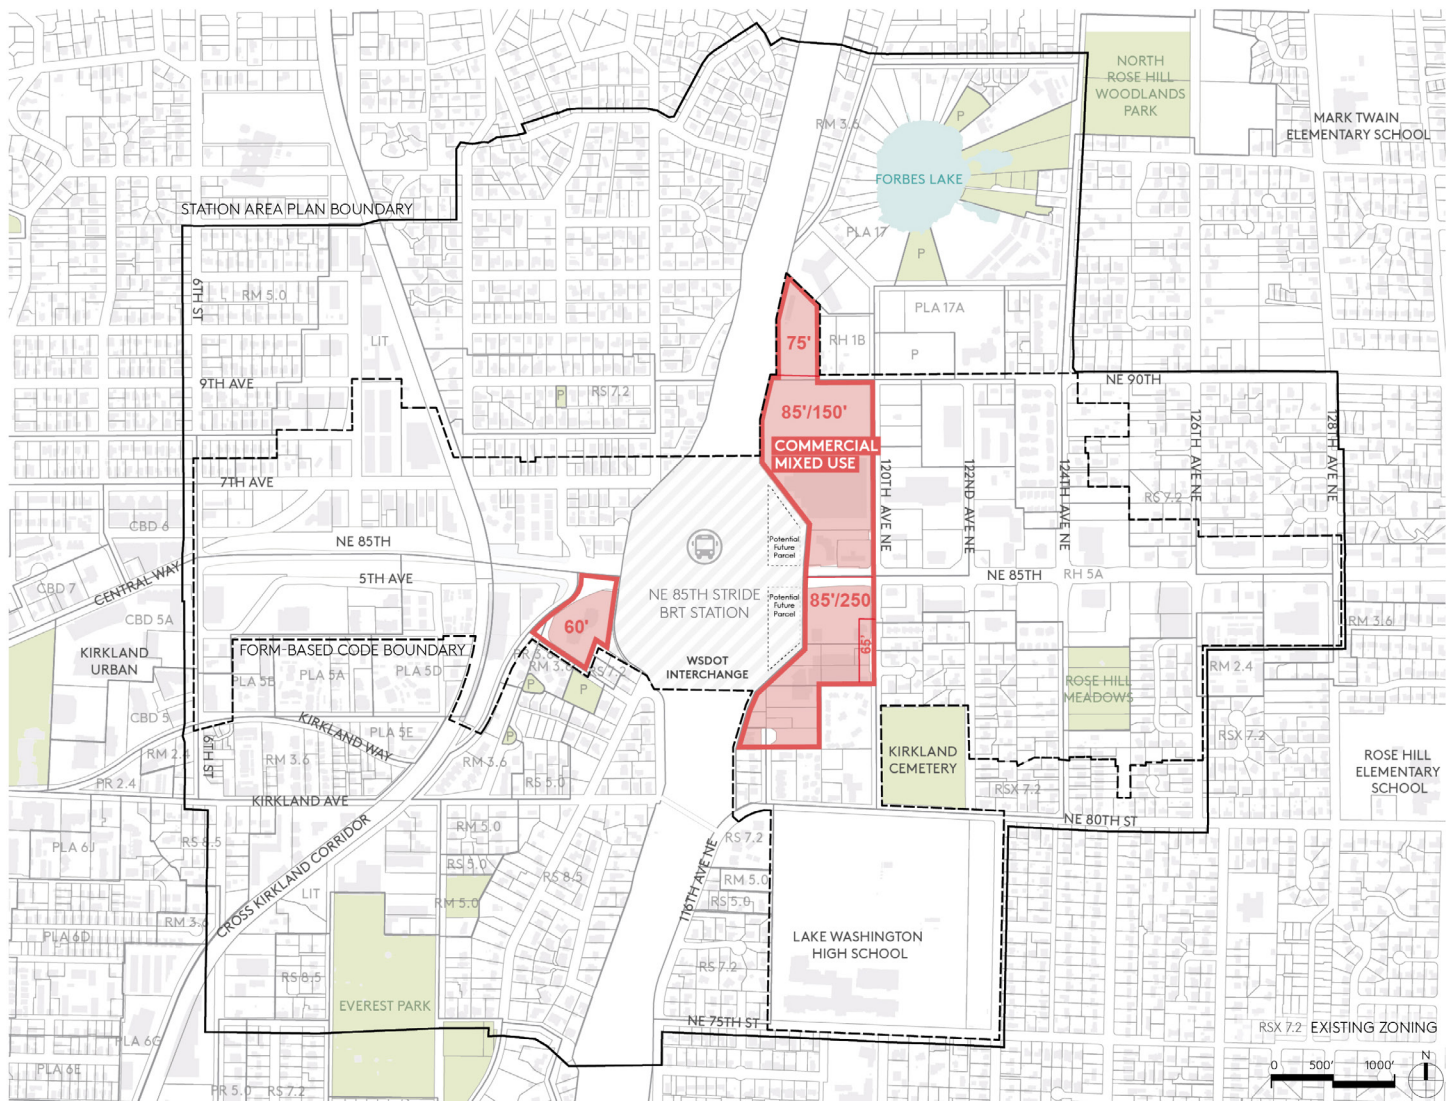 NORTH
ROSE HILL
WOODLANDS
PARK
MARK TWAIN
ELEMENTARY SCHOOL
RM 3.6
P
FORBES LAKE
STATION AREA PLAN BOUNDARY
PLA 17
P
6TH ST
RM 5.0
PLA 17A
LIT
75'
RH 1B
P
9TH AVE
P
RS 7.2
NE 90TH
85'/150'
COMMERCIAL
MIXED USE
120TH AVE NE
122ND AVE NE
124TH AVE NE
126TH AVE NE
128TH AVE NE
7TH AVE
RS 7.2
CBD 6
NE 85TH
Potential
Future
Parcel
CENTRAL WAY
5TH AVE
NE 85TH
RH 5A
CBD 7
NE 85TH STRIDE
BRT STATION
Potential
Future
Parcel
85'/250
CBD 5A
60'
65'
RM 3.6
KIRKLAND
URBAN
FORM-BASED CODE BOUNDARY
WSDOT
INTERCHANGE
RM 3.6
RS 7.2
RM 2.4
PLA 5B
PLA 5A
PLA 5D
P
P
ROSE HILL
MEADOWS
CBD 5
KIRKLAND WAY
PLA 5E
P
RSX 7.2
6TH ST
RM 2.4
RM 3.6
RM 3.6
KIRKLAND
CEMETERY
ROSE HILL
ELEMENTARY
SCHOOL
PR 2.4
RS 5.0
RSX 7.2
KIRKLAND AVE
NE 80TH ST
RM 5.0
RS 7.2
PLA 6J
RS 8.5
CROSS KIRKLAND CORRIDOR
RS 5.0
RS 8.5
116TH AVE NE
RM 5.0
LIT
RM 5.0
RS 5.0
RM 3.6
PLA 6D
LAKE WASHINGTON
HIGH SCHOOL
RS 8.5
RS 7.2
EVEREST PARK
NE 75TH ST
RSX 7.2 EXISTING ZONING
PLA 6G
PLA 6E
PR 5.0
RS 7.2
0 500' 1000'
N